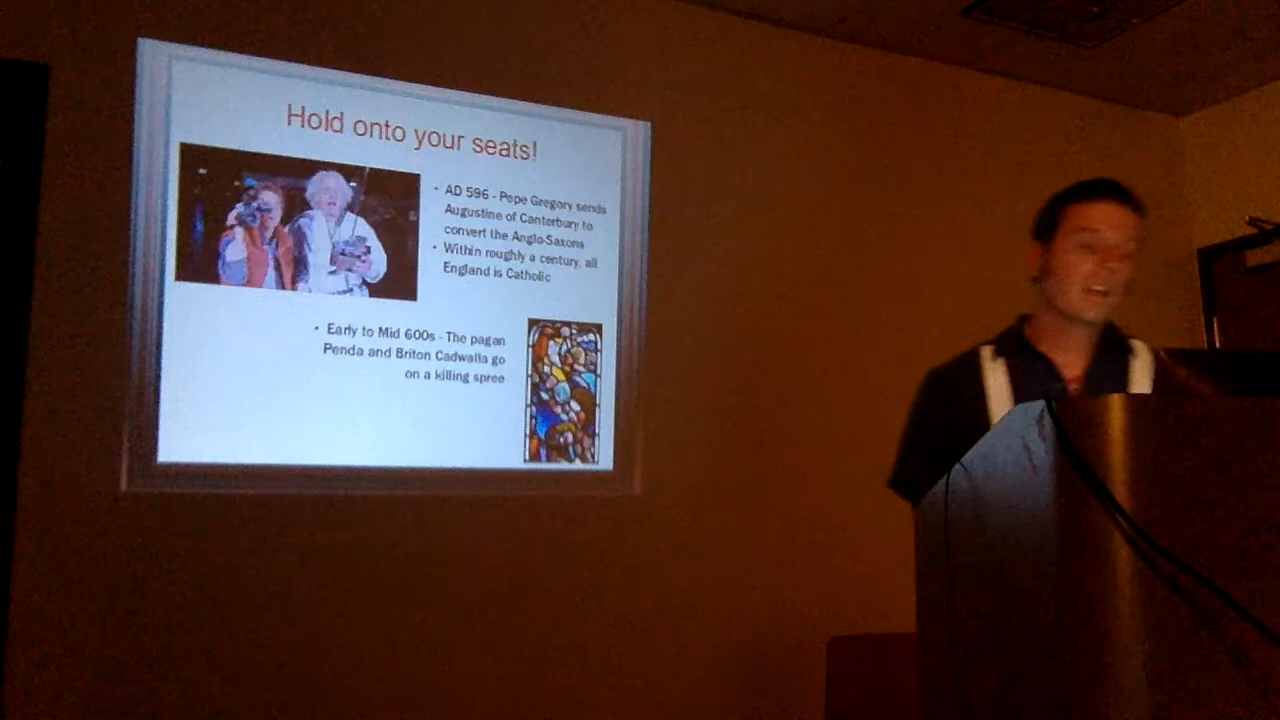 Hold onto your seats!
• AD 596 - Pope Gregory sends
Augustine of Canterbury to
convert the Anglo-Saxons
• Within roughly a century, all
England is Catholic
• Early to Mid 600s - The pagan
Penda and Briton Cadwalla go
on a killing spree